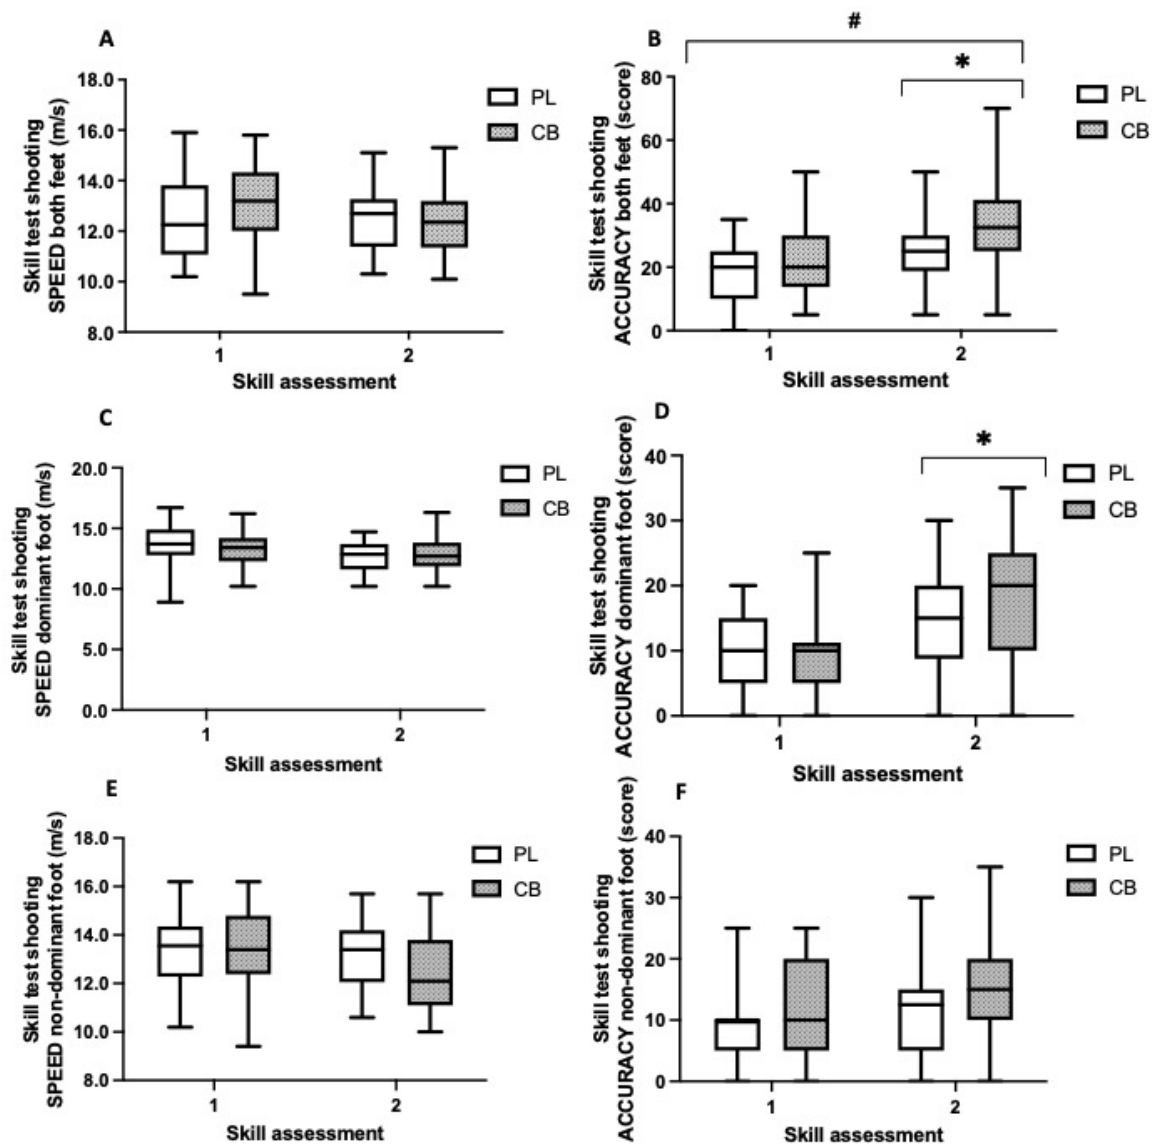 A
Skill test shooting
SPEED both feet (m/s)
18.0
16.0
14.0
12.0
10.0
8.0
1
2
Skill assessment
PL
CB
B
#
*
Skill test shooting
ACCURACY both feet (score)
80
60
40
20
0
1
2
Skill assessment
PL
CB
C
Skill test shooting
SPEED dominant foot (m/s)
20.0
15.0
10.0
5.0
0.0
1
2
Skill assessment
PL
CB
D
*
Skill test shooting
ACCURACY dominant foot (score)
40
30
20
10
0
1
2
Skill assessment
PL
CB
E
Skill test shooting
SPEED non-dominant foot (m/s)
18.0
16.0
14.0
12.0
10.0
8.0
1
2
Skill assessment
PL
CB
F
Skill test shooting
ACCURACY non-dominant foot (score)
40
30
20
10
0
1
2
Skill assessment
PL
CB